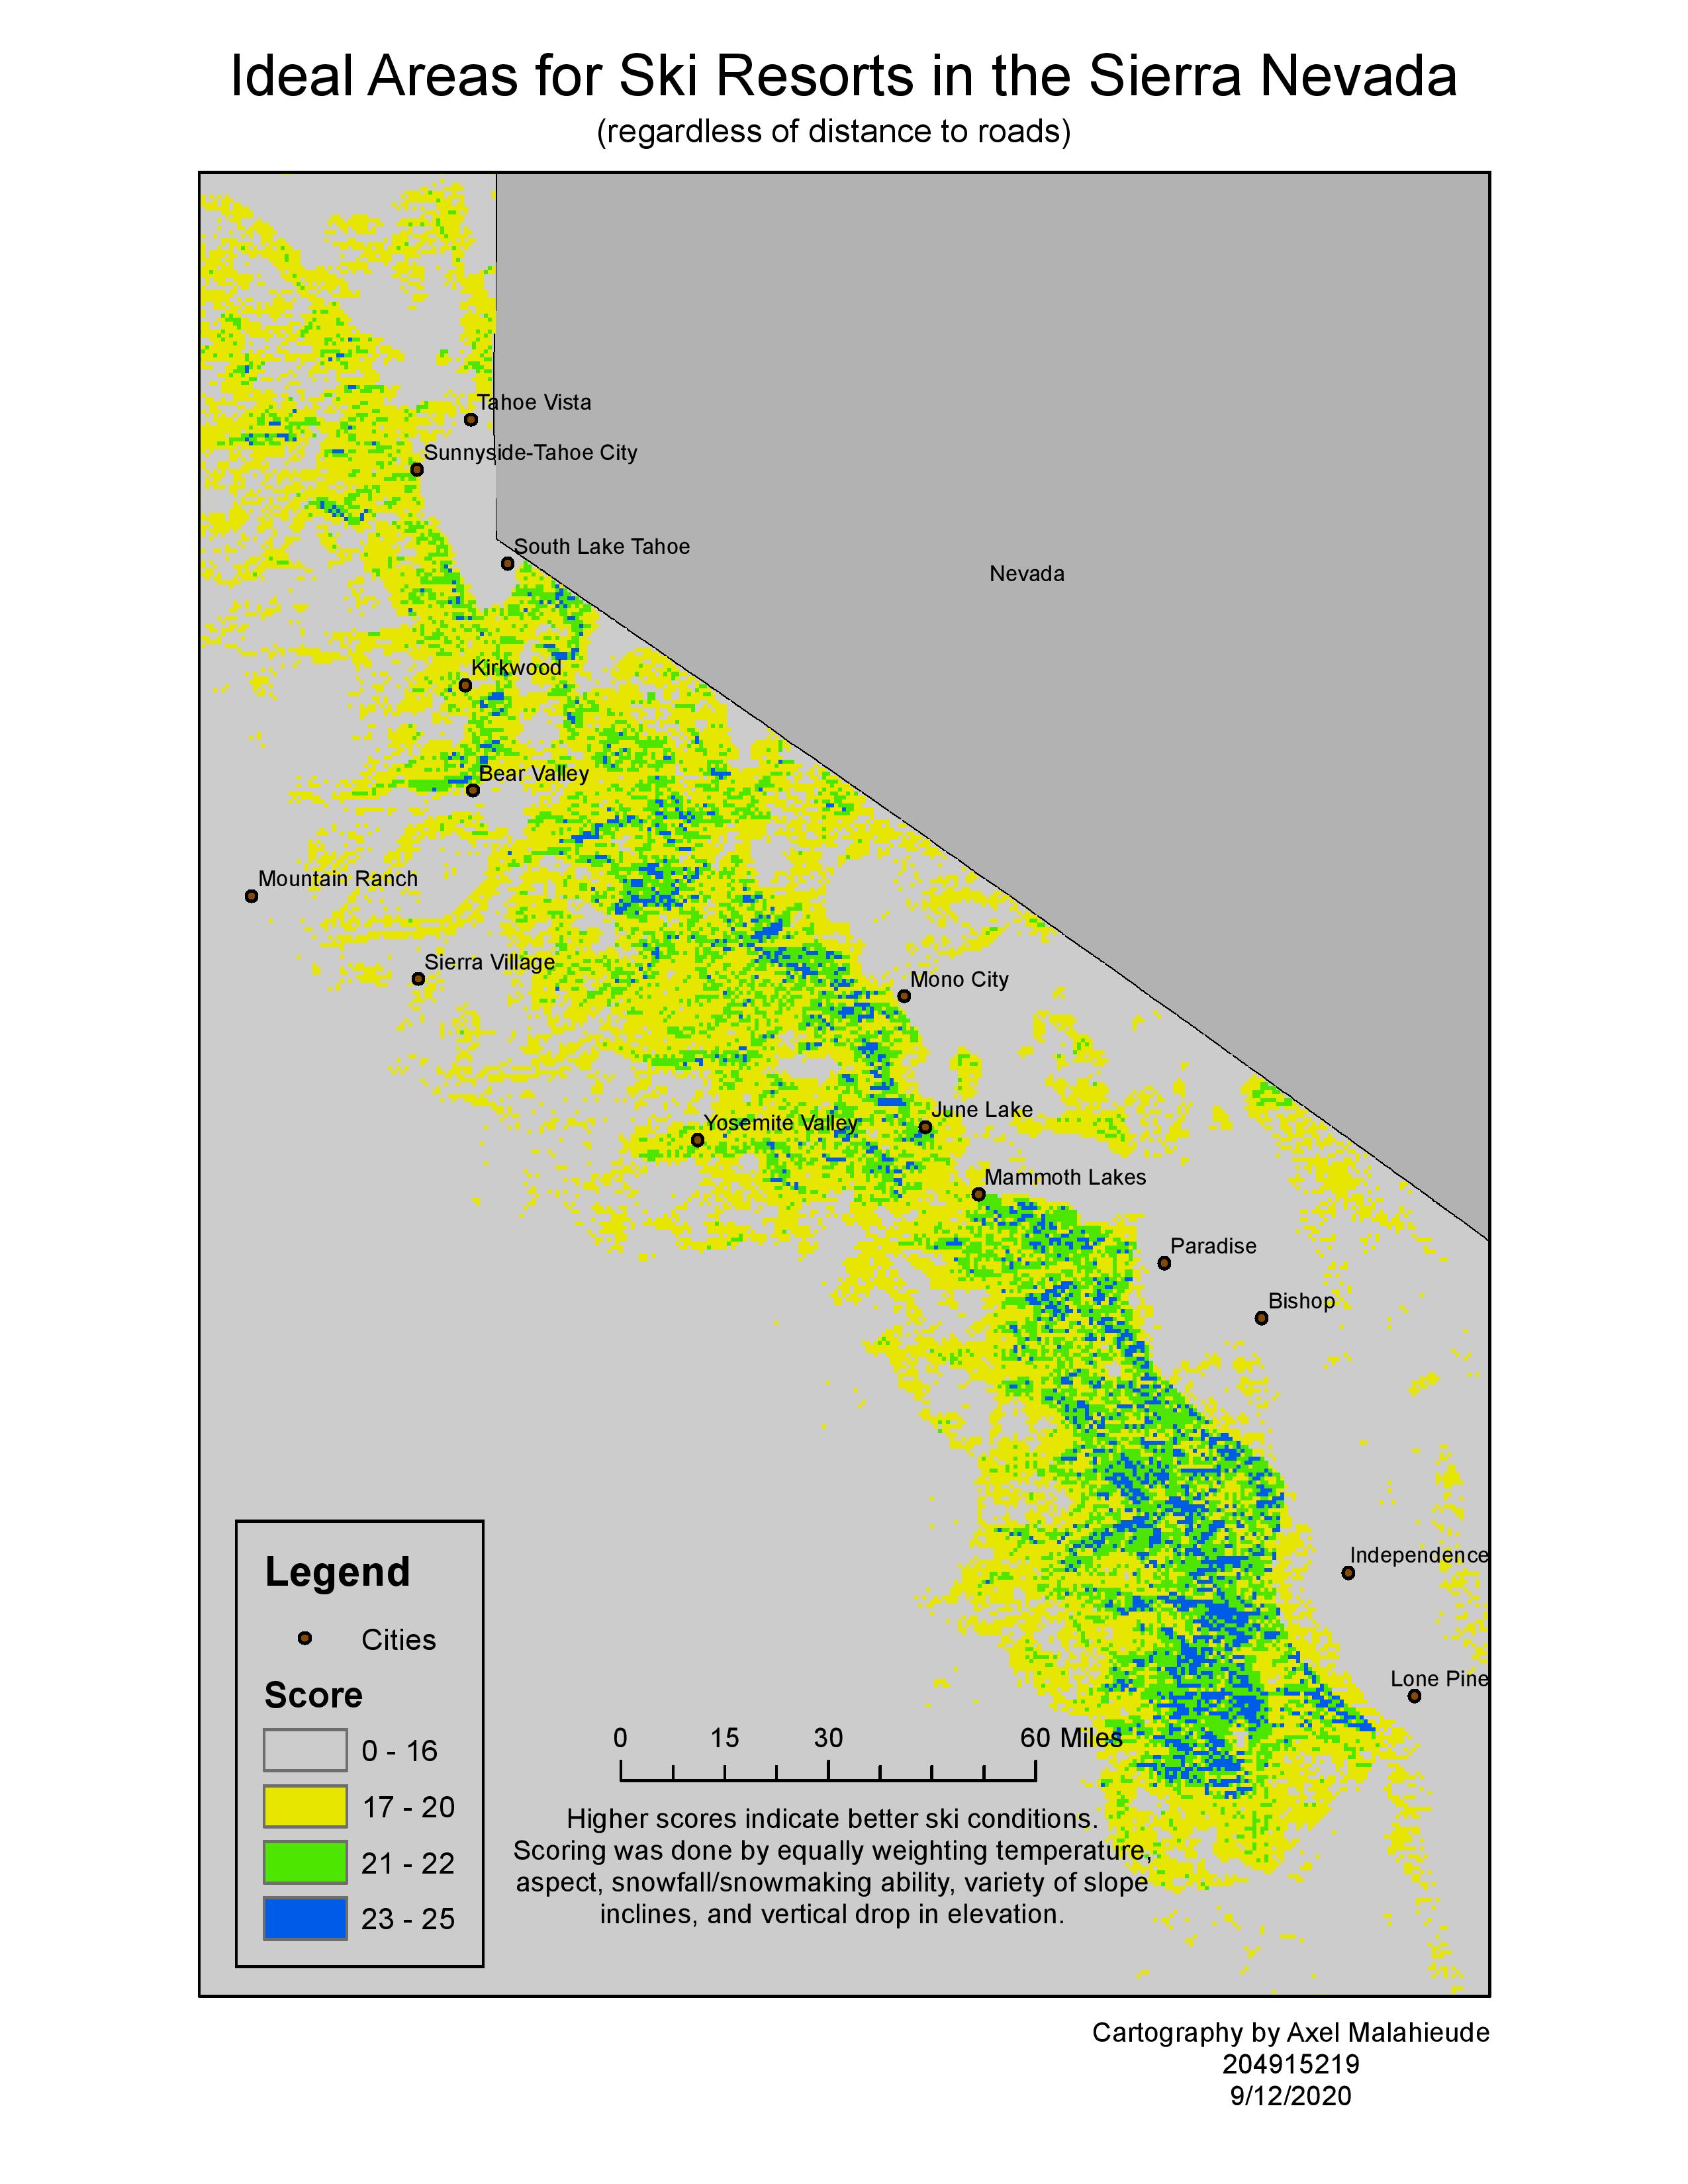 Ideal Areas for Ski Resorts in the Sierra Nevada
(regardless of distance to roads)
Tahoe Vista
Sunnyside-Tahoe City
South Lake Tahoe
Nevada
Kirkwood
Bear Valley
Mountain Ranch
Sierra Village
Mono City
June Lake
Yosemite Valley
Mammoth Lakes
Paradise
Bishop
Independence
Lone Pine
Legend
Cities
Score
0 - 16
17 - 20
21 - 22
23 - 25
0 15 30 60 Miles
Higher scores indicate better ski conditions.
Scoring was done by equally weighting temperature,
aspect, snowfall/snowmaking ability, variety of slope
inclines, and vertical drop in elevation.
Cartography by Axel Malahieude
204915219
9/12/2020